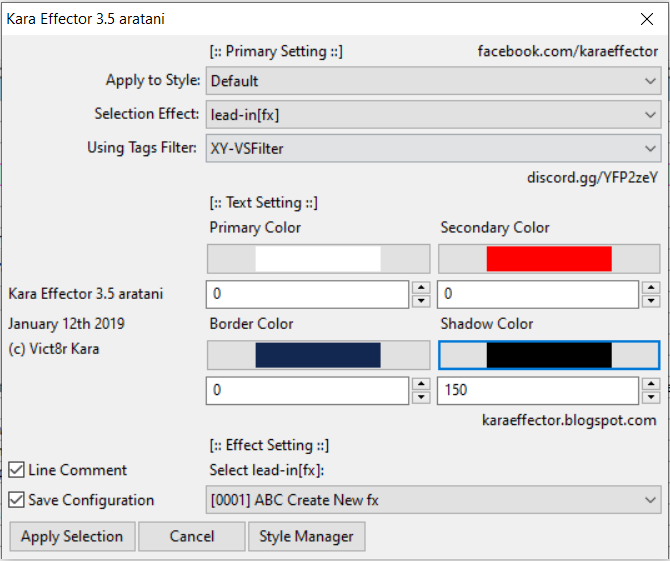 Kara Effector 3.5 aratani
[:: Primary Setting ::] facebook.com/karaeffector
Apply to Style: Default
Selection Effect: lead-in[fx]
Using Tags Filter: XY-VSFilter
discord.gg/YFP2zeY
[:: Text Setting ::]
Primary Color Secondary Color
Kara Effector 3.5 aratani 0 0
January 12th 2019 Border Color Shadow Color
(c) Vict8r Kara
0 150
karaeffector.blogspot.com
[:: Effect Setting ::]
Line Comment Select lead-in[fx]:
Save Configuration [0001] ABC Create New fx
Apply Selection Cancel Style Manager